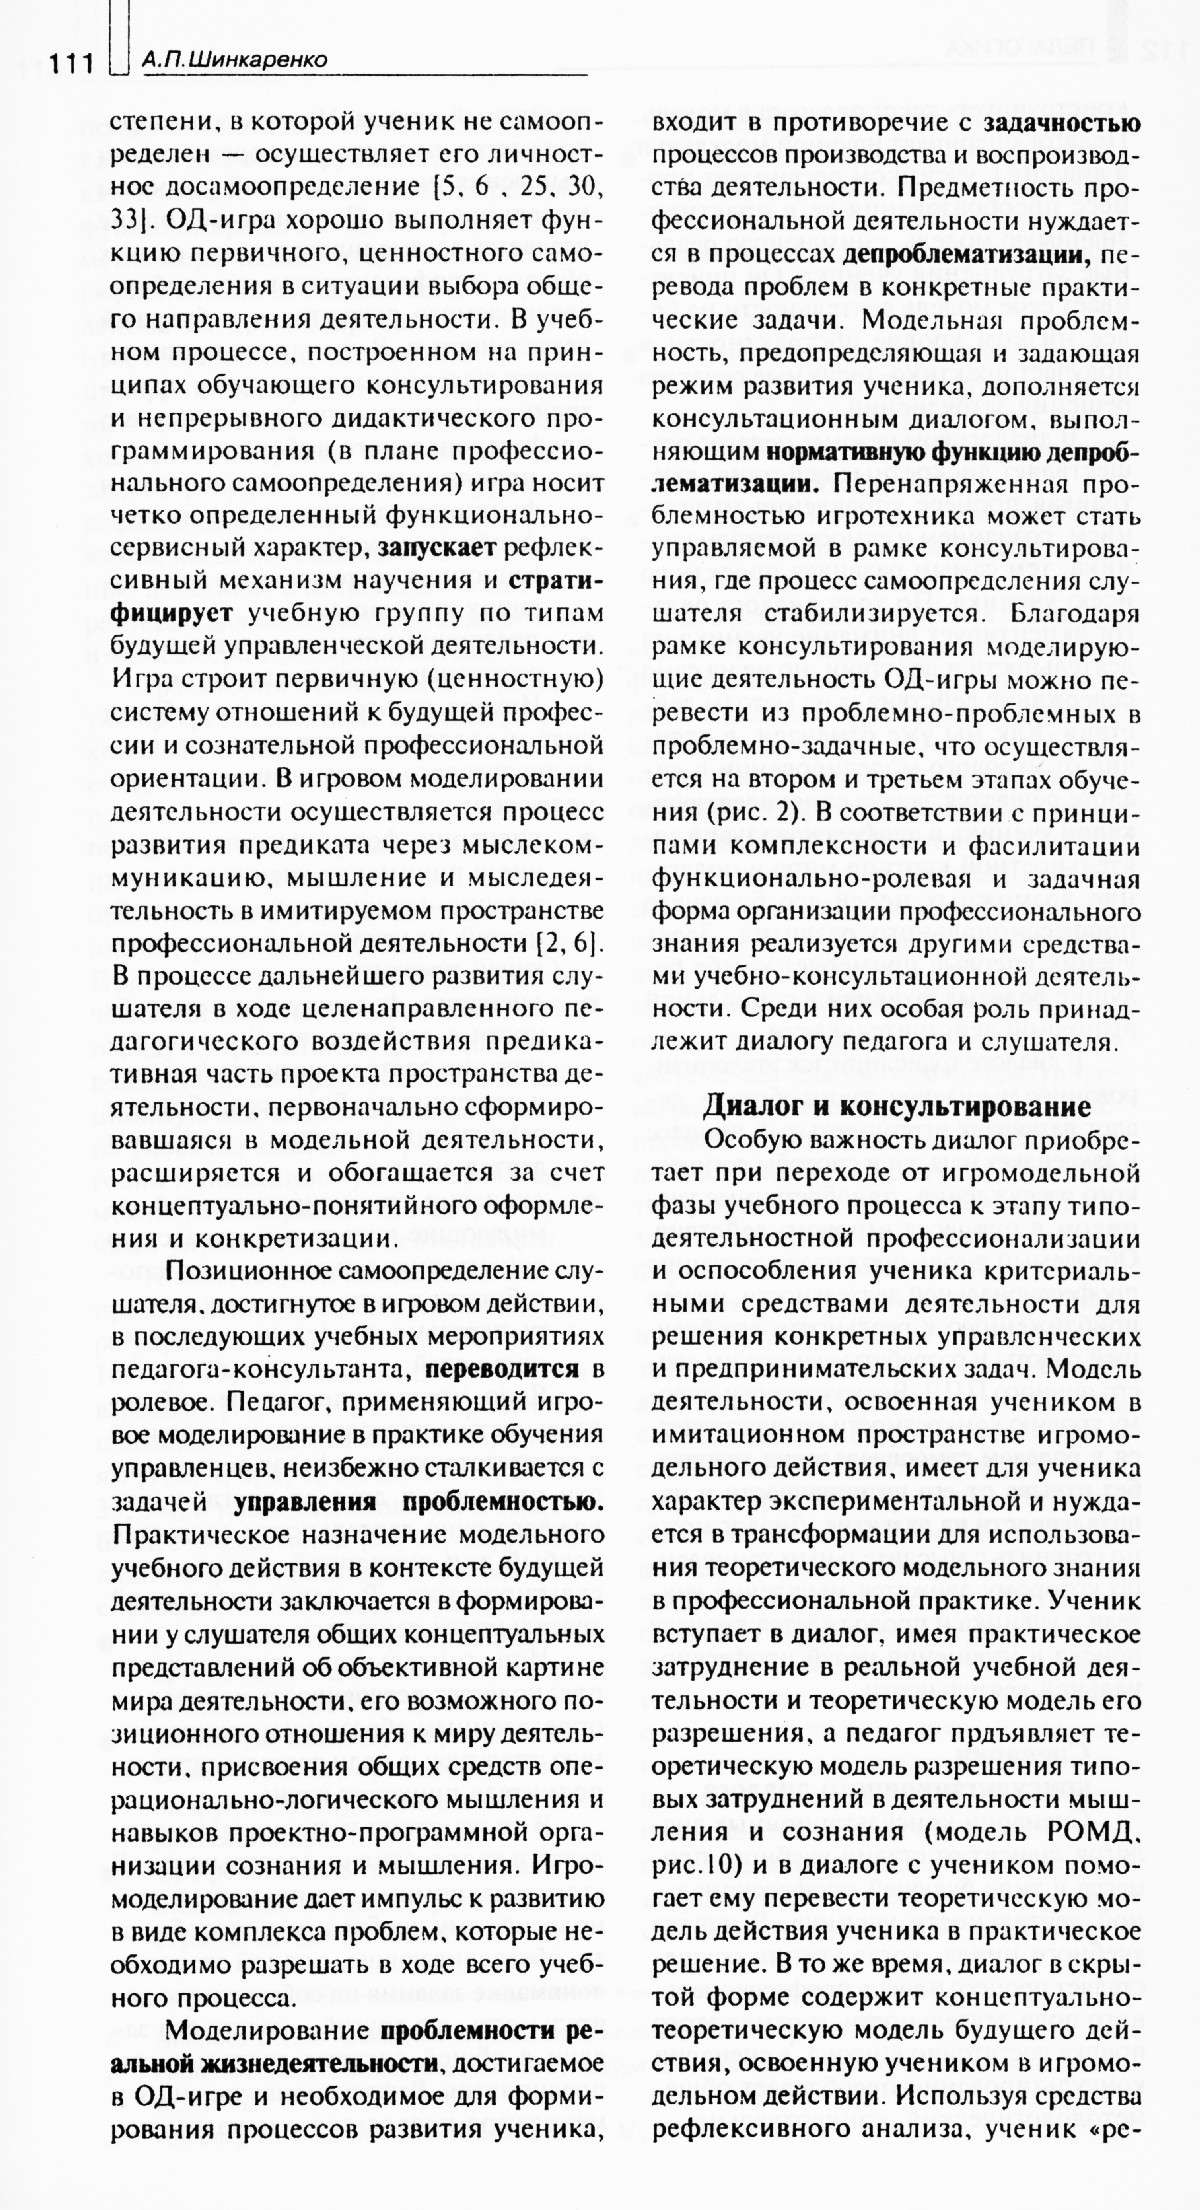 111
А.П.Шинкаренко
степени, в которой ученик не самооп-
ределен — осуществляет его личност-
ное досамоопределение [5, 6 , 25, 30,
33]. ОД-игра хорошо выполняет фун-
кцию первичного, ценностного само-
определения в ситуации выбора обще-
го направления деятельности. В учеб-
ном процессе, построенном на прин-
ципах обучающего консультирования
и непрерывного дидактического про-
граммирования (в плане профессио-
нального самоопределения) игра носит
четко определенный функционально-
сервисный характер, запускает рефлек-
сивный механизм научения и страти-
фицирует учебную группу по типам
будущей управленческой деятельности.
Игра строит первичную (ценностную)
систему отношений к будущей профес-
сии и сознательной профессиональной
ориентации. В игровом моделировании
деятельности осуществляется процесс
развития предиката через мыслеком-
муникацию, мышление и мыследея-
тельность в имитируемом пространстве
профессиональной деятельности [2, 6].
В процессе дальнейшего развития слу-
шателя в ходе целенаправленного пе-
дагогического воздействия предика-
тивная часть проекта пространства де-
ятельности, первоначально сформиро-
вавшаяся в модельной деятельности,
расширяется и обогащается за счет
концептуально-понятийного оформле-
ния и конкретизации.
Позиционное самоопределение слу-
шателя, достигнутое в игровом действии,
в последующих учебных мероприятиях
педагога-консультанта, переводится в
ролевое. Педагог, применяющий игро-
вое моделирование в практике обучения
управленцев, неизбежно сталкивается с
задачей управления проблемностью.
Практическое назначение модельного
учебного действия в контексте будущей
деятельности заключается в формирова-
нии у слушателя общих концептуальных
представлений об объективной картине
мира деятельности, его возможного по-
зиционного отношения к миру деятель-
ности, присвоения общих средств опе-
рационально-логического мышления и
навыков проектно-программной орга-
низации сознания и мышления. Игро-
моделирование дает импульс к развитию
в виде комплекса проблем, которые не-
обходимо разрешать в ходе всего учеб-
ного процесса.
Моделирование проблемности ре-
альной жизнедеятельности, достигаемое
в ОД-игре и необходимое для форми-
рования процессов развития ученика,
входит в противоречие с задачностью
процессов производства и воспроизвод-
ства деятельности. Предметность про-
фессиональной деятельности нуждает-
ся в процессах депроблематизации, пе-
ревода проблем в конкретные практи-
ческие задачи. Модельная проблем-
ность, предопределяющая и задающая
режим развития ученика, дополняется
консультационным диалогом, выпол-
няющим нормативную функцию депроб-
лематизации. Перенапряженная про-
блемностью игротехника может стать
управляемой в рамке консультирова-
ния, где процесс самоопределения слу-
шателя стабилизируется. Благодаря
рамке консультирования моделирую-
щие деятельность ОД-игры можно пе-
ревести из проблемно-проблемных в
проблемно-задачные, что осуществля-
ется на втором и третьем этапах обуче-
ния (рис. 2). В соответствии с принци-
пами комплексности и фасилитации
функционально-ролевая и задачная
форма организации профессионального
знания реализуется другими средства-
ми учебно-консультационной деятель-
ности. Среди них особая роль принад-
лежит диалогу педагога и слушателя.
Диалог и консультирование
Особую важность диалог приобре-
тает при переходе от игромодельной
фазы учебного процесса к этапу типо-
деятельностной профессионализации
и оспособления ученика критериаль-
ными средствами деятельности для
решения конкретных управленческих
и предпринимательских задач. Модель
деятельности, освоенная учеником в
имитационном пространстве игромо-
дельного действия, имеет для ученика
характер экспериментальной и нужда-
ется в трансформации для использова-
ния теоретического модельного знания
в профессиональной практике. Ученик
вступает в диалог, имея практическое
затруднение в реальной учебной дея-
тельности и теоретическую модель его
разрешения, а педагог прдъявляет те-
оретическую модель разрешения типо-
вых затруднений в деятельности мыш-
ления и сознания (модель РОМД,
рис.10) и в диалоге с учеником помо-
гает ему перевести теоретическую мо-
дель действия ученика в практическое
решение. В то же время, диалог в скры-
той форме содержит концептуально-
теоретическую модель будущего дей-
ствия, освоенную учеником в игромо-
дельном действии. Используя средства
рефлексивного анализа, ученик «ре-